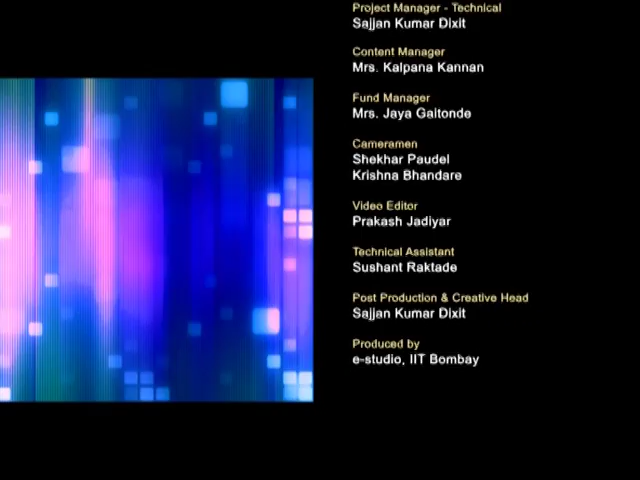 Project Manager - Technical
Sajjan Kumar Dixit
Content Manager
Mrs. Kalpana Kannan
Fund Manager
Mrs. Jaya Gaitonde
Cameramen
Shekhar Paudel
Krishna Bhandare
Video Editor
Prakash Jadiyar
Technical Assistant
Sushant Raktade
Post Production & Creative Head
Sajjan Kumar Dixit
Produced by
e-studio, IIT Bombay